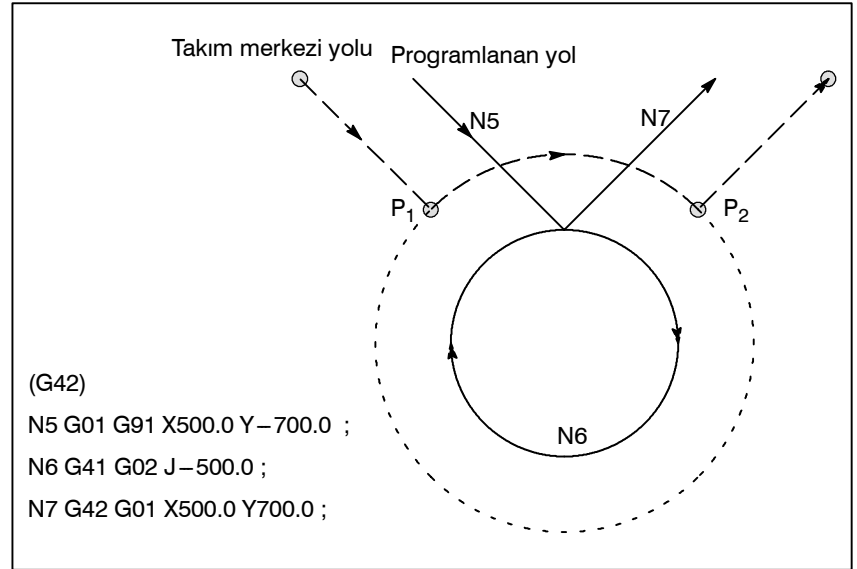 Takım merkezi yolu
Programlanan yol
N5
N7
P1
P2
N6
(G42)
N5 G01 G91 X500.0 Y–700.0 ;
N6 G41 G02 J–500.0 ;
N7 G42 G01 X500.0 Y700.0 ;